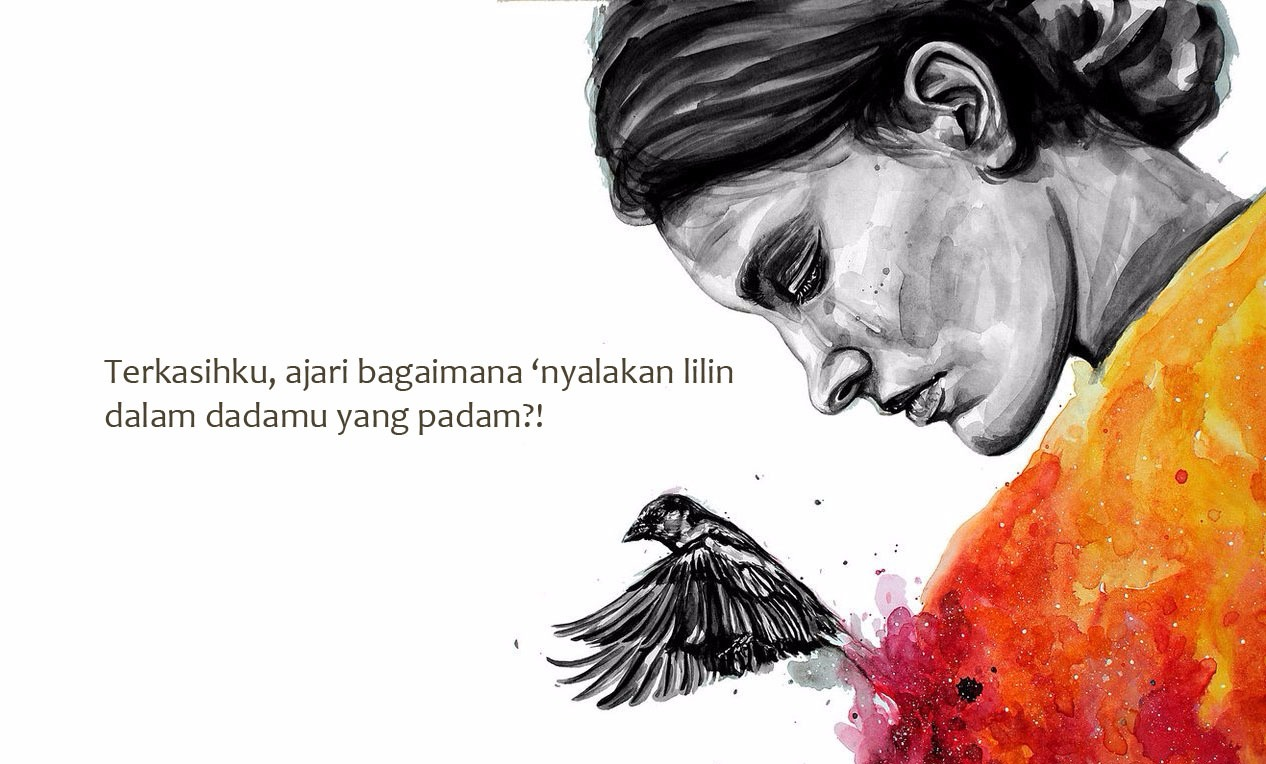 Terkasihku, ajari bagaimana ‘nyalakan lilin
dalam dadamu yang padam?!